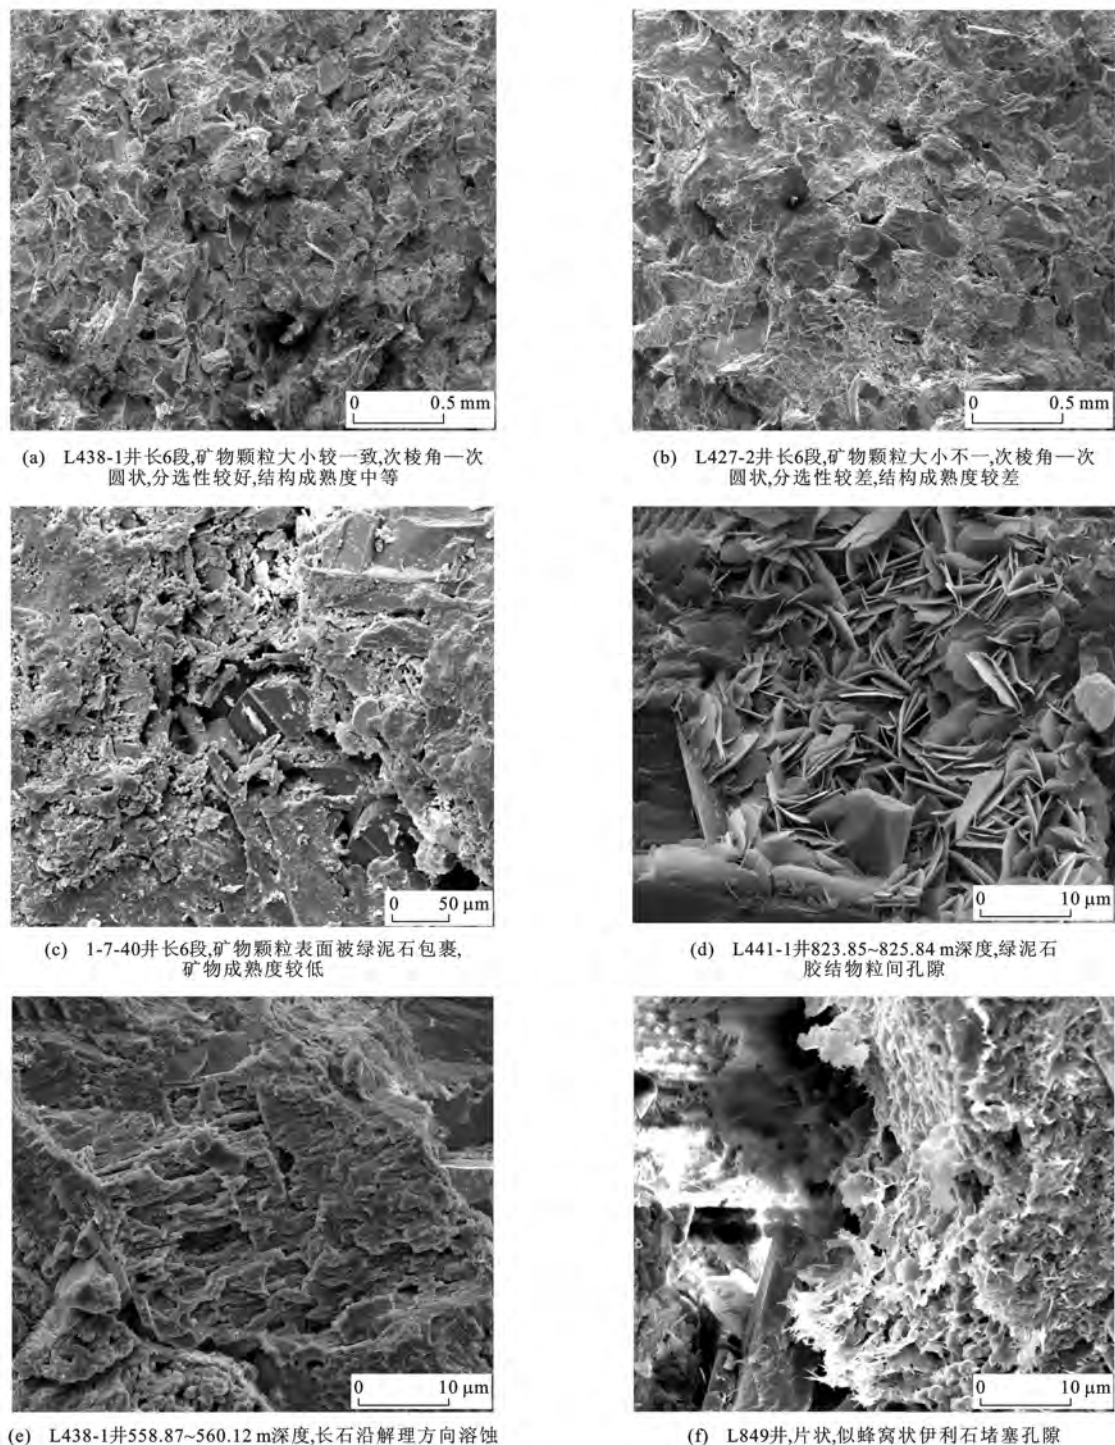 0 0.5 mm
0 0.5 mm
(a) L438-1井长6段,矿物颗粒大小较一致,次棱角—次
圆状,分选性较好,结构成熟度中等
(b) L427-2井长6段,矿物颗粒大小不一,次棱角—次
圆状,分选性较差,结构成熟度较差
0 50 μm
0 10 μm
(c) 1-7-40井长6段,矿物颗粒表面被绿泥石包裹,
矿物成熟度较低
(d) L441-1井823.85~825.84 m深度,绿泥石
胶结物粒间孔隙
0 10 μm
0 10 μm
(e) L438-1井558.87~560.12 m深度,长石沿解理方向溶蚀
(f) L849井,片状,似蜂窝状伊利石堵塞孔隙